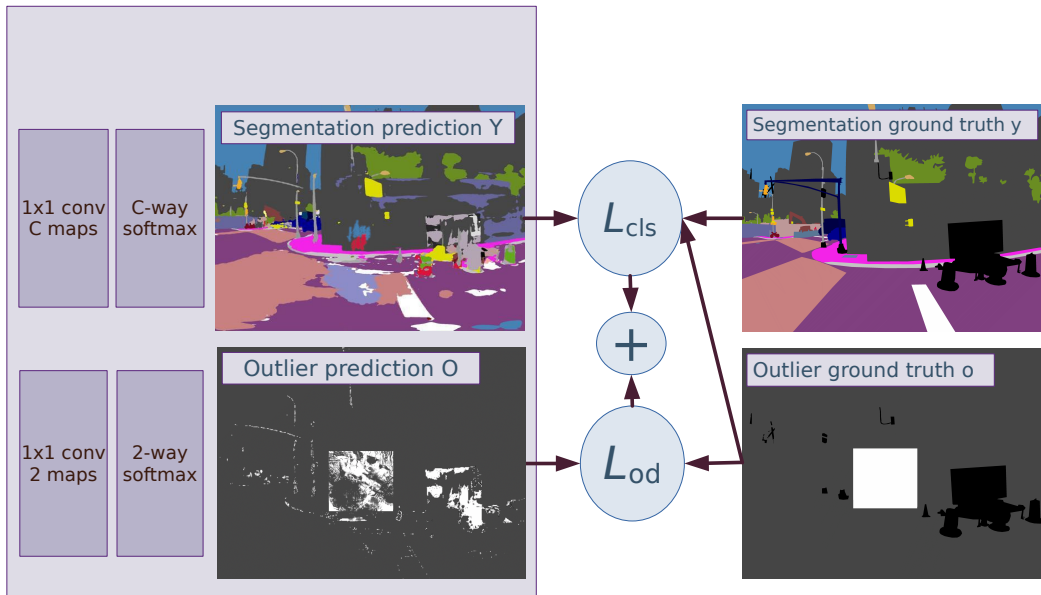 Segmentation prediction Y
Segmentation ground truth y
1x1 conv
C maps
C-way
softmax
Lcls
+
Outlier prediction O
Outlier ground truth o
1x1 conv
2 maps
2-way
softmax
Lod